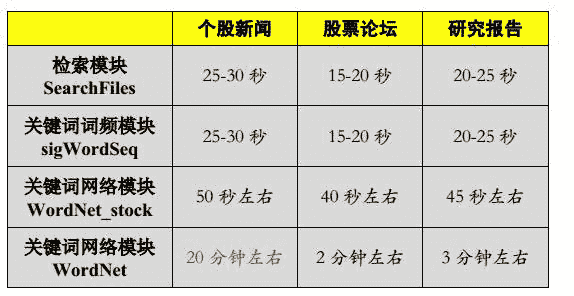 个股新闻 股票论坛 研究报告
检索模块
SearchFiles
25-30 秒 15-20 秒 20-25 秒
关键词词频模块
sigWordSeq
25-30 秒 15-20 秒 20-25 秒
关键词网络模块
WordNet_stock
50 秒左右 40 秒左右 45 秒左右
关键词网络模块
WordNet
20 分钟左右 2 分钟左右 3 分钟左右